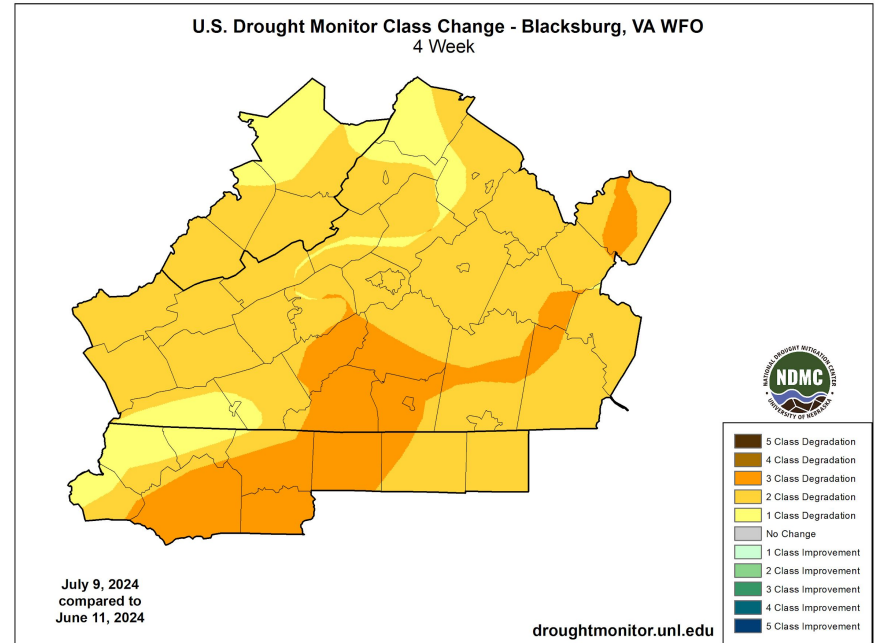 U.S. Drought Monitor Class Change - Blacksburg, VA WFO
4 Week
NATIONAL DROUGHT MITIGATION CENTER
NDMC
UNIVERSITY OF NEBRASKA
5 Class Degradation
4 Class Degradation
3 Class Degradation
2 Class Degradation
1 Class Degradation
No Change
1 Class Improvement
2 Class Improvement
3 Class Improvement
4 Class Improvement
5 Class Improvement
July 9, 2024
compared to
June 11, 2024
droughtmonitor.unl.edu